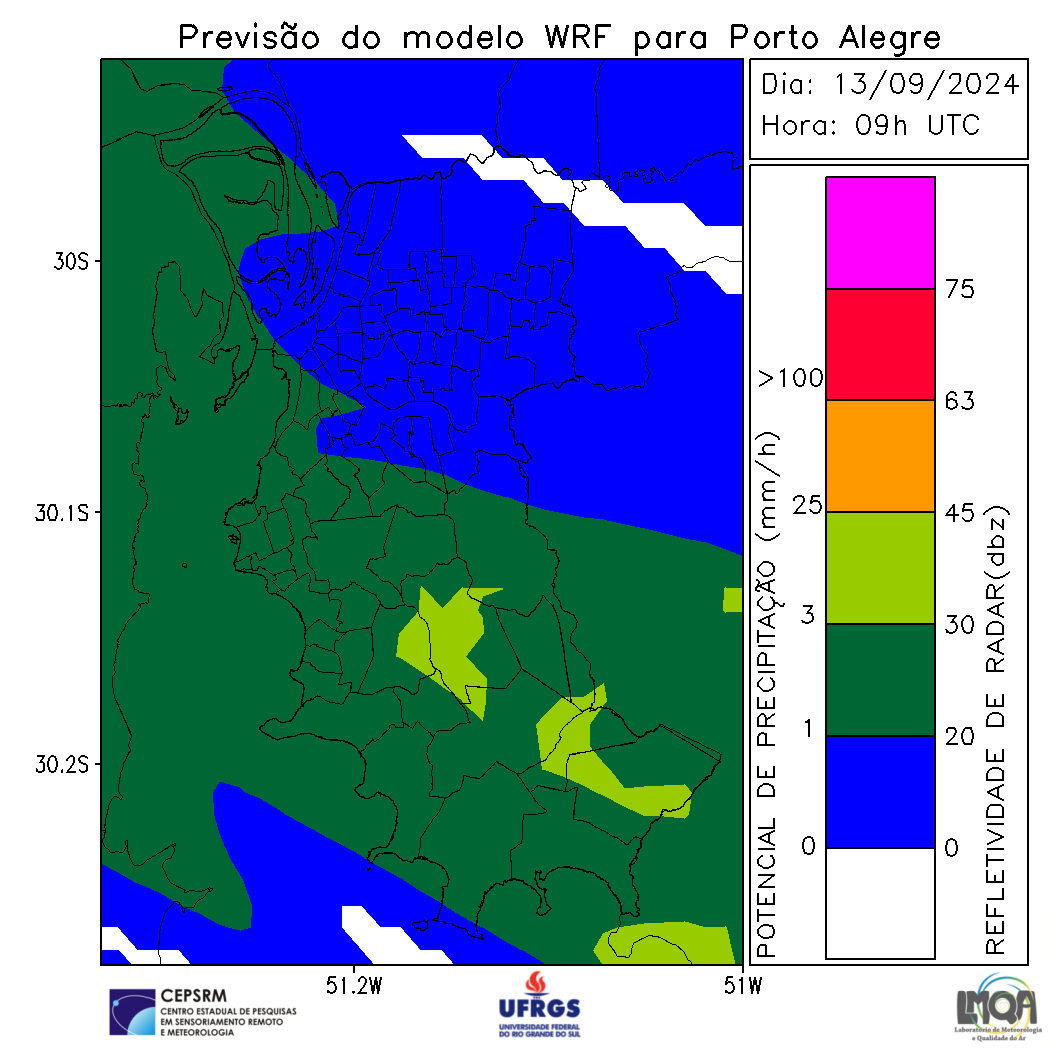 Previsão do modelo WRF para Porto Alegre
Dia: 13/09/2024
Hora: 09h UTC
30S
30.1S
30.2S
51.2W
51W
POTENCIAL DE PRECIPITAÇÃO (mm/h)
>100
25
3
1
0
75
63
45
30
20
0
REFLETIVIDADE DE RADAR(dbz)
CEPSRM
CENTRO ESTADUAL DE PESQUISAS
EM SENSORIAMENTO REMOTO
E METEOROLOGIA
UFRGS
UNIVERSIDADE FEDERAL
DO RIO GRANDE DO SUL
LMQA
Laboratório de Meteorologia
e Qualidade do Ar